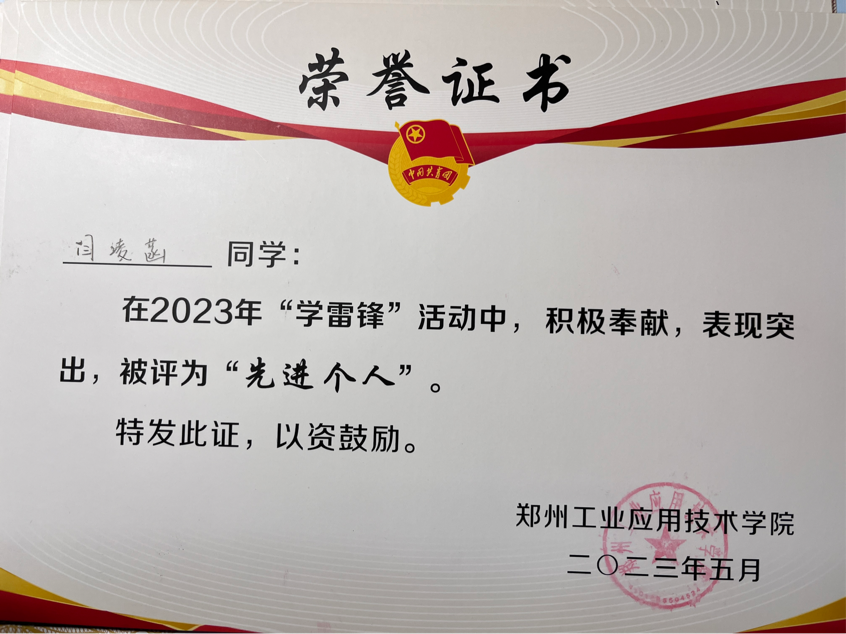 荣誉证书
中国共青团
闫凌菡 同学：
在2023年“学雷锋”活动中，积极奉献，表现突
出，被评为“先进个人”。
特发此证，以资鼓励。
郑州工业应用技术学院
二〇二三年五月